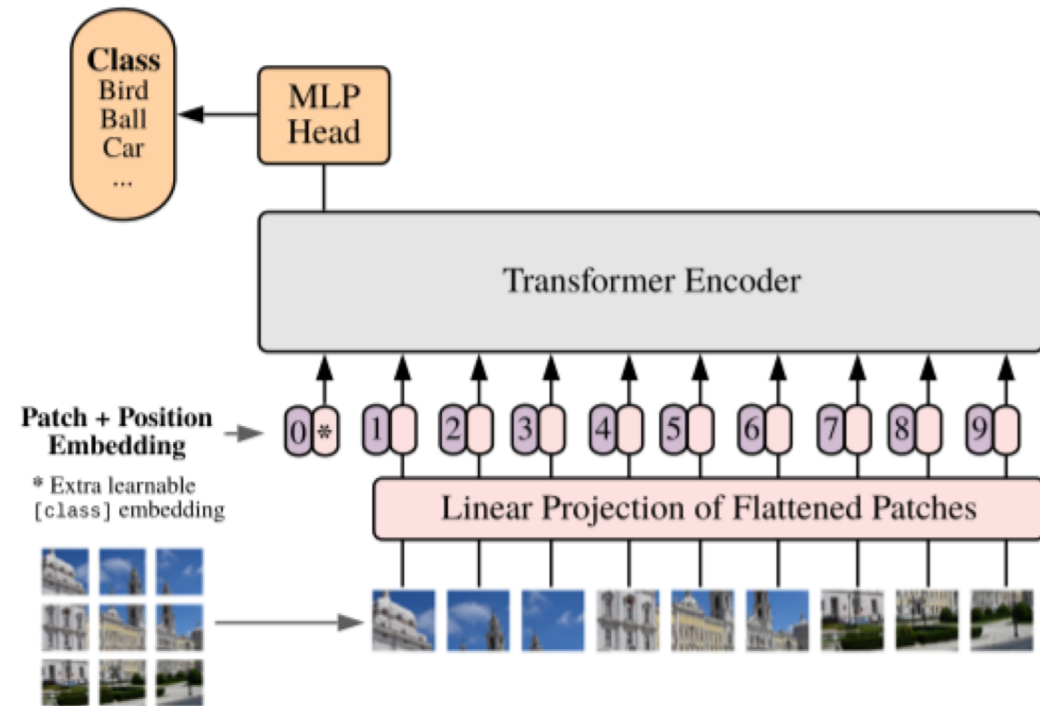 Class
Bird
Ball
Car
...
MLP
Head
Transformer Encoder
Patch + Position
Embedding
* Extra learnable
[class] embedding
0 * 1 2 3 4 5 6 7 8 9
Linear Projection of Flattened Patches